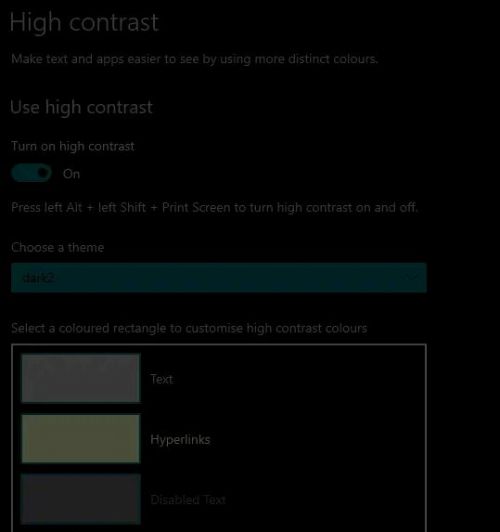 High contrast
Make text and apps easier to see by using more distinct colours.
Use high contrast
Turn on high contrast
On
Press left Alt + left Shift + Print Screen to turn high contrast on and off.
Choose a theme
dark2
Select a coloured rectangle to customise high contrast colours
Text
Hyperlinks
Disabled Text